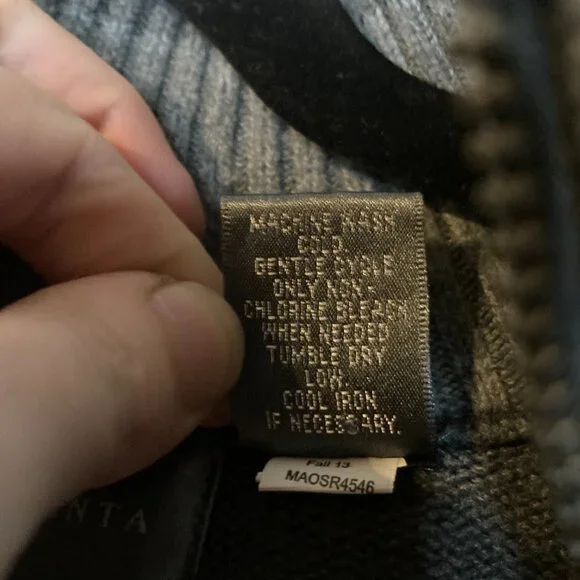 MACHINE WASH
COLD.
GENTLE CYCLE
ONLY NON-
CHLORINE BLEACH
WHEN NEEDED
TUMBLE DRY
LOW.
COOL IRON
IF NECESSARY.
Fall 13
MAOSR4546
NTA